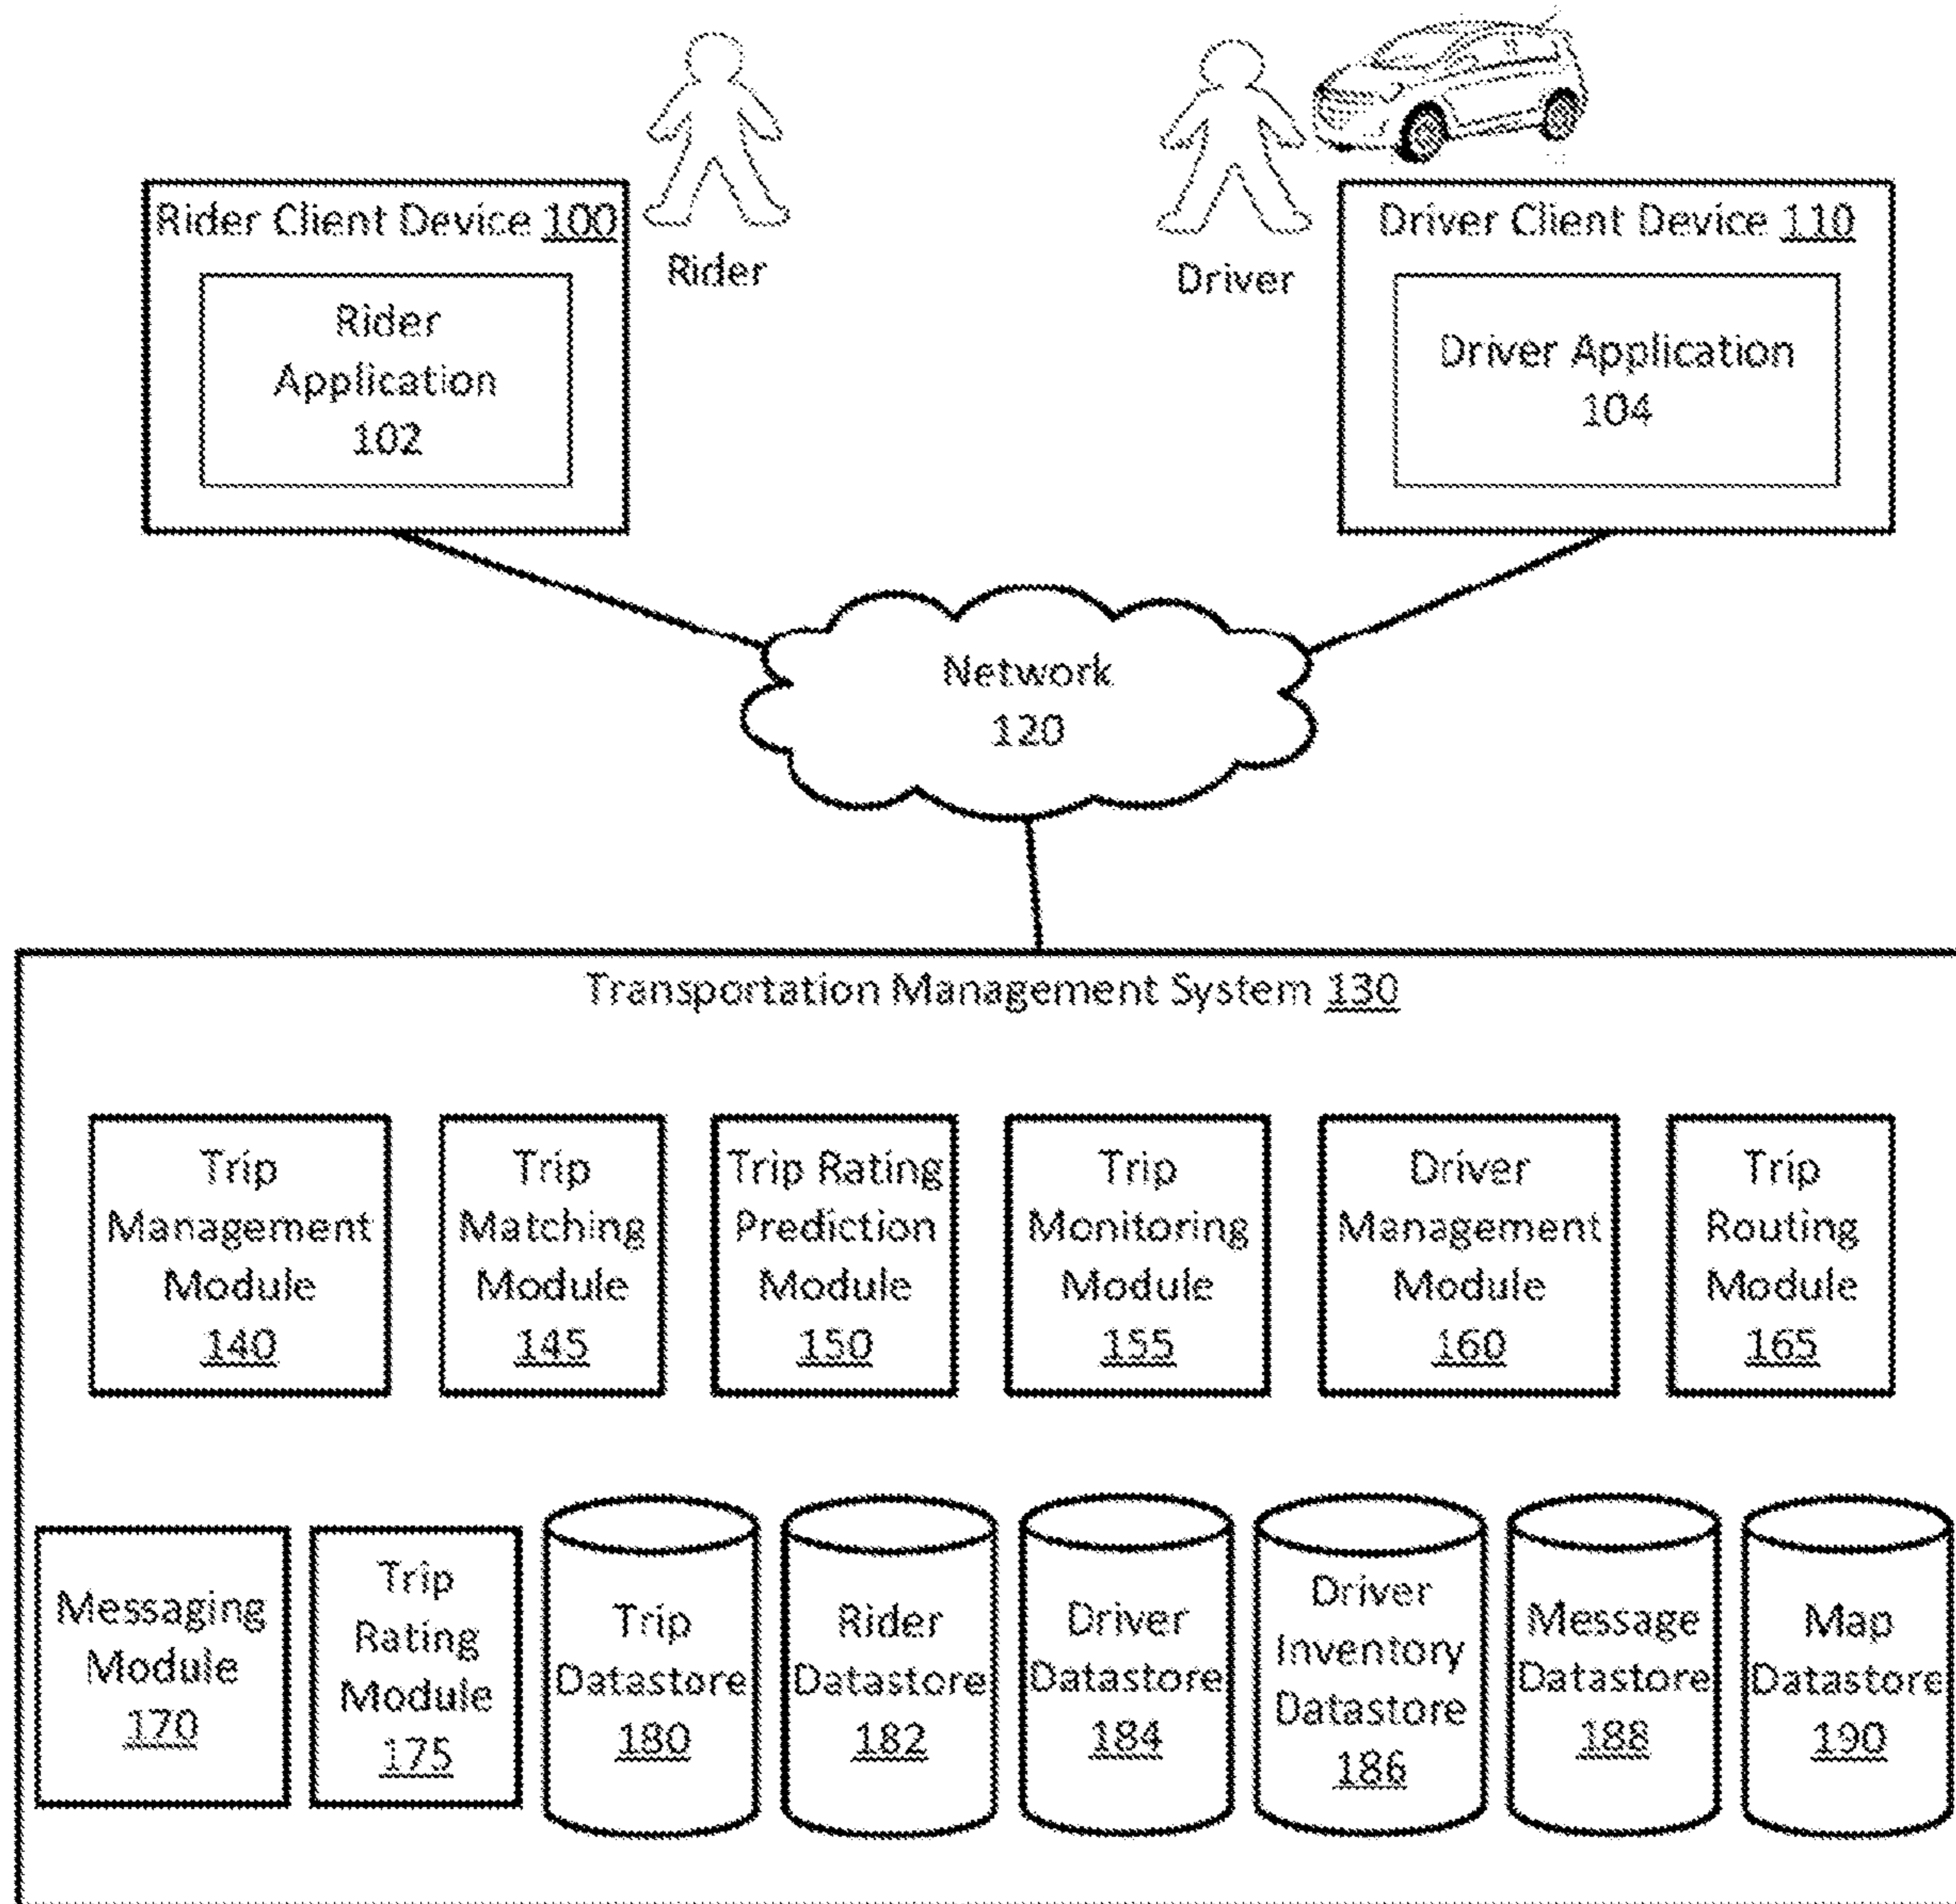 Rider Client Device 100
Rider
Application
102
Rider
Driver
Driver Client Device 110
Driver Application
104
Network
120
Transportation Management System 130
Trip
Management
Module
140
Trip
Matching
Module
145
Trip Rating
Prediction
Module
150
Trip
Monitoring
Module
155
Driver
Management
Module
160
Trip
Routing
Module
165
Messaging
Module
170
Trip
Rating
Module
175
Trip
Datastore
180
Rider
Datastore
182
Driver
Datastore
184
Driver
Inventory
Datastore
186
Message
Datastore
188
Map
Datastore
190